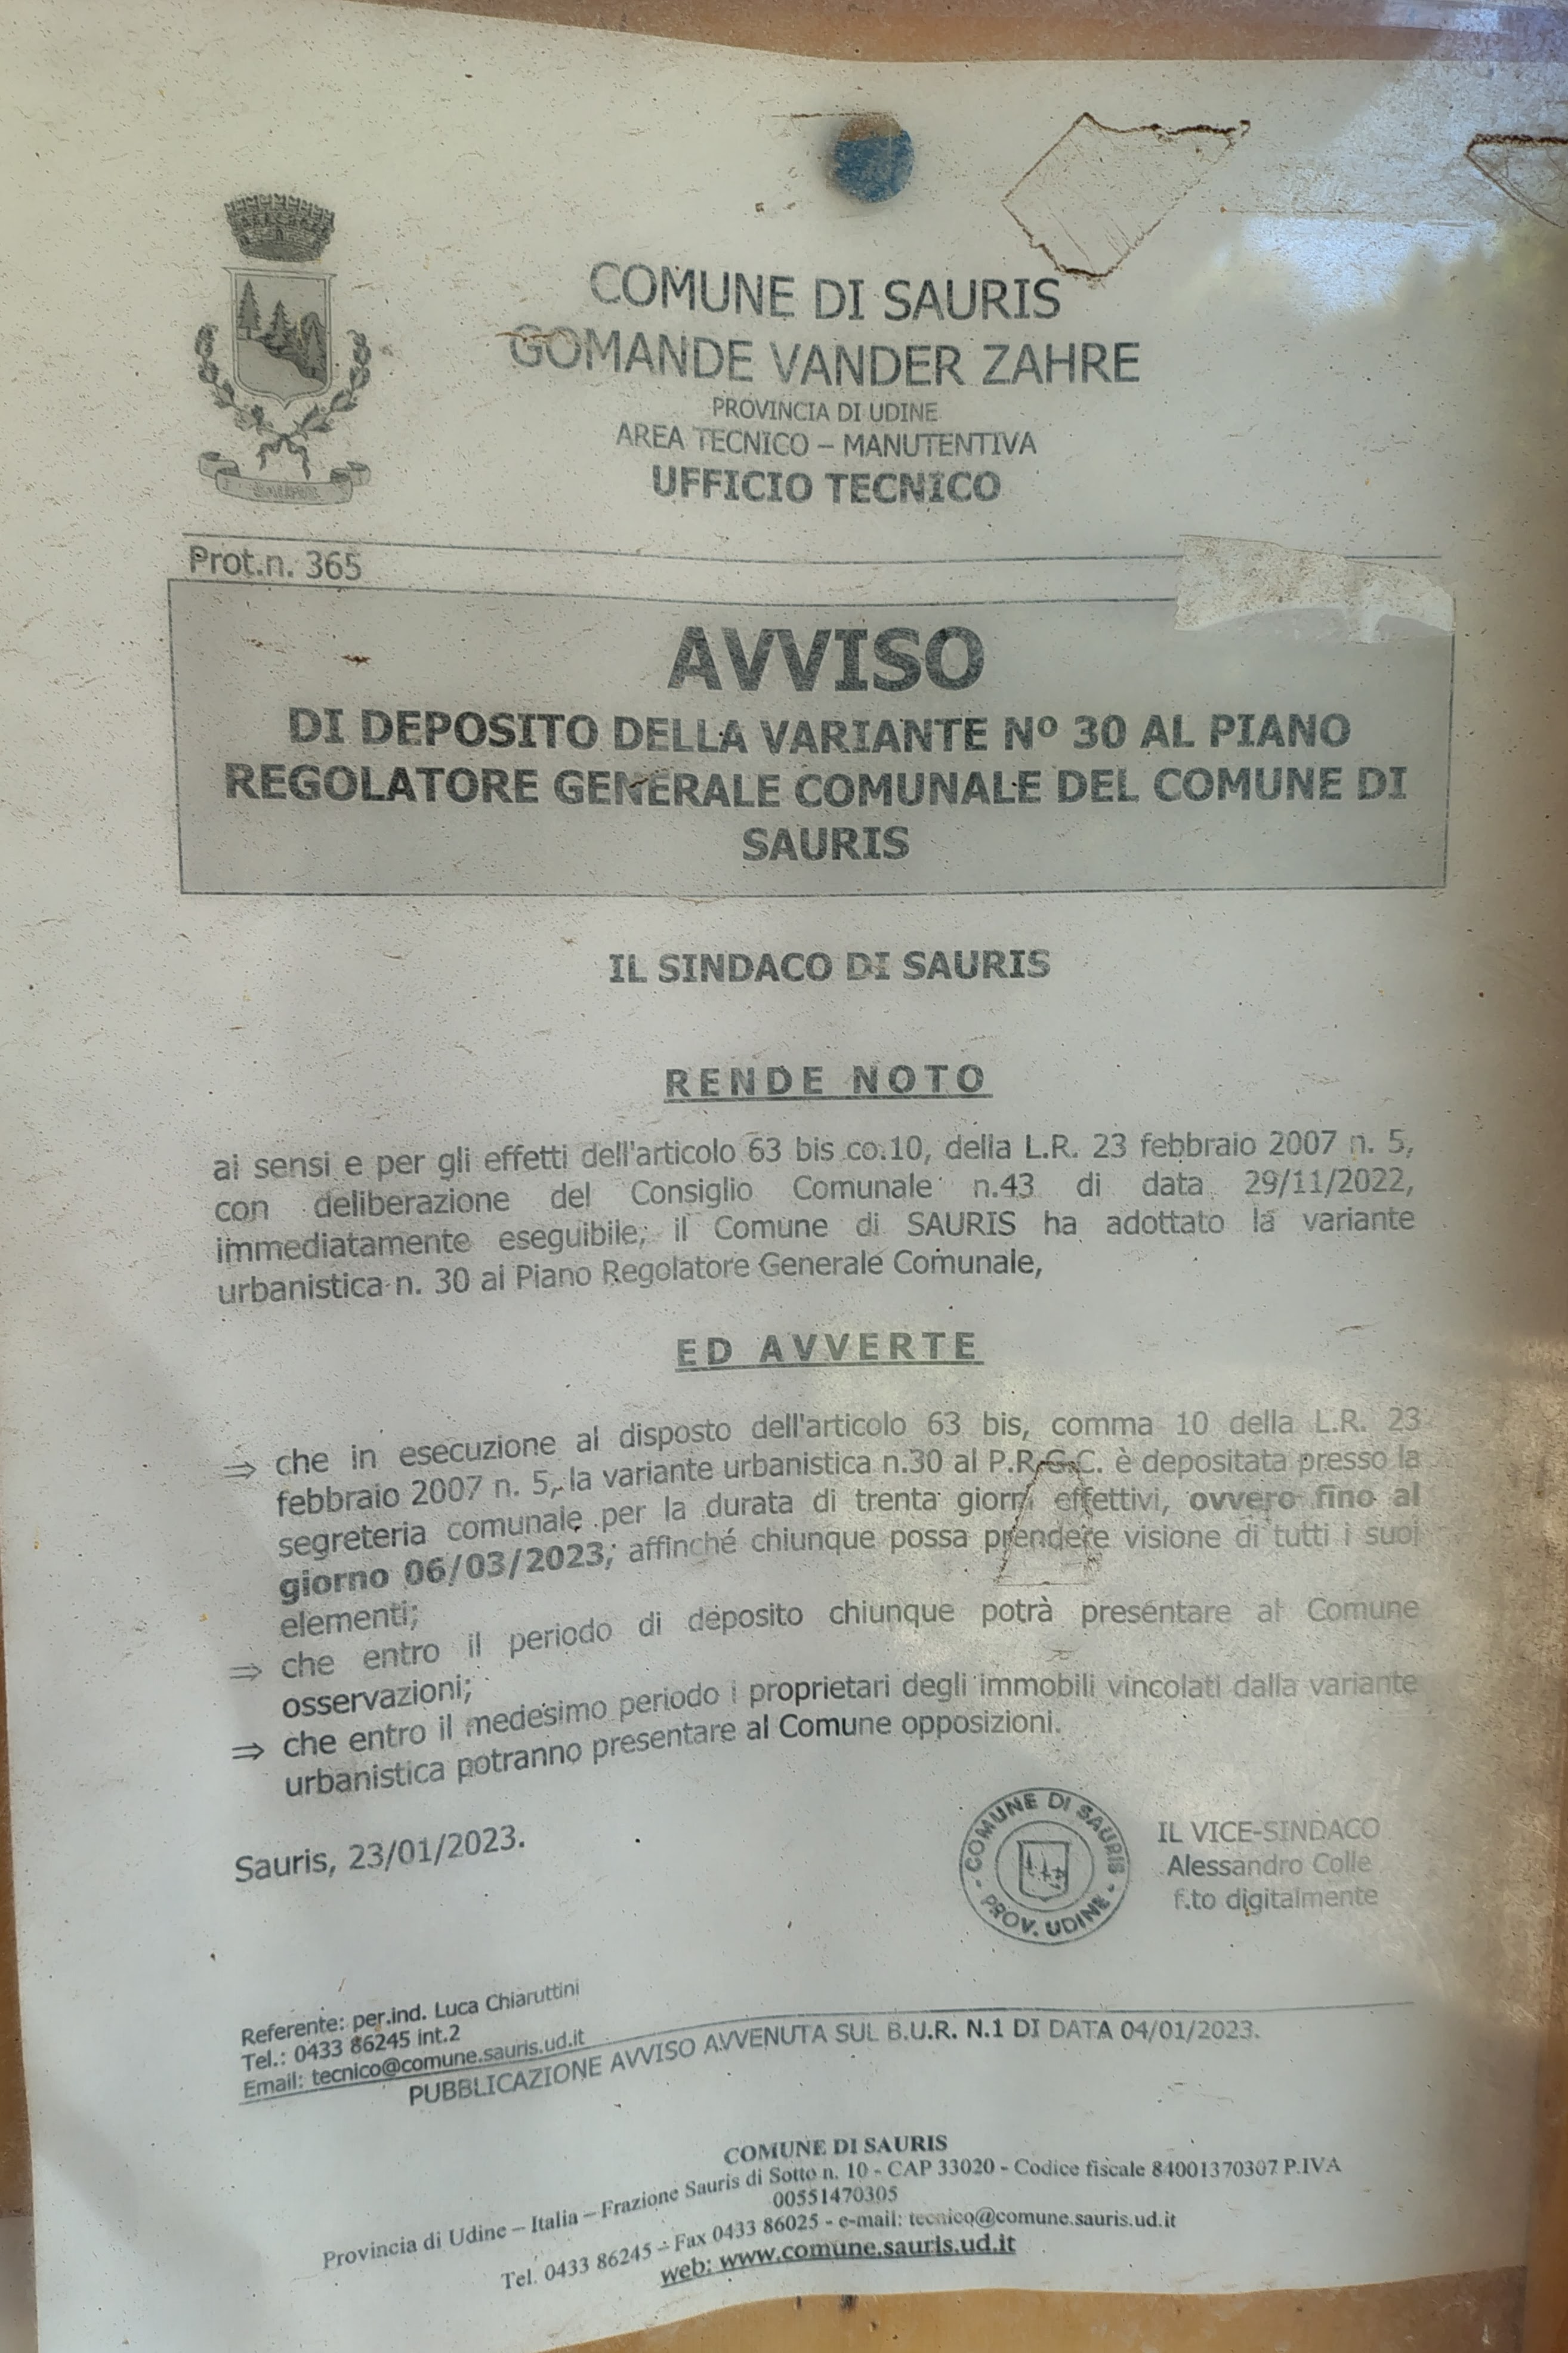 COMUNE DI SAURIS
GOMANDE VANDER ZAHRE
PROVINCIA DI UDINE
AREA TECNICO – MANUTENTIVA
UFFICIO TECNICO
Prot.n. 365
AVVISO
DI DEPOSITO DELLA VARIANTE Nº 30 AL PIANO
REGOLATORE GENERALE COMUNALE DEL COMUNE DI
SAURIS
IL SINDACO DI SAURIS
RENDE NOTO
ai sensi e per gli effetti dell'articolo 63 bis co.10, della L.R. 23 febbraio 2007 n. 5,
con deliberazione del Consiglio Comunale n.43 di data 29/11/2022,
immediatamente eseguibile; il Comune di SAURIS ha adottato la variante
urbanistica n. 30 al Piano Regolatore Generale Comunale,
ED AVVERTE
⇒ che in esecuzione al disposto dell'articolo 63 bis, comma 10 della L.R. 23
febbraio 2007 n. 5, la variante urbanistica n.30 al P.R.G.C. è depositata presso la
segreteria comunale per la durata di trenta giorni effettivi, ovvero fino al
giorno 06/03/2023; affinché chiunque possa prendere visione di tutti i suoi
elementi;
⇒ che entro il periodo di deposito chiunque potrà presentare al Comune
osservazioni;
⇒ che entro il medesimo periodo i proprietari degli immobili vincolati dalla variante
urbanistica potranno presentare al Comune opposizioni.
Sauris, 23/01/2023.
COMUNE DI SAURIS
- PROV. UDINE -
IL VICE-SINDACO
Alessandro Colle
f.to digitalmente
Referente: per.ind. Luca Chiaruttini
Tel.: 0433 86245 int.2
Email: tecnico@comune.sauris.ud.it
PUBBLICAZIONE AVVISO AVVENUTA SUL B.U.R. N.1 DI DATA 04/01/2023.
COMUNE DI SAURIS
Provincia di Udine – Italia – Frazione Sauris di Sotto n. 10 - CAP 33020 - Codice fiscale 84001370307 P.IVA
00551470305
Tel. 0433 86245 – Fax 0433 86025 - e-mail: tecnico@comune.sauris.ud.it
web: www.comune.sauris.ud.it